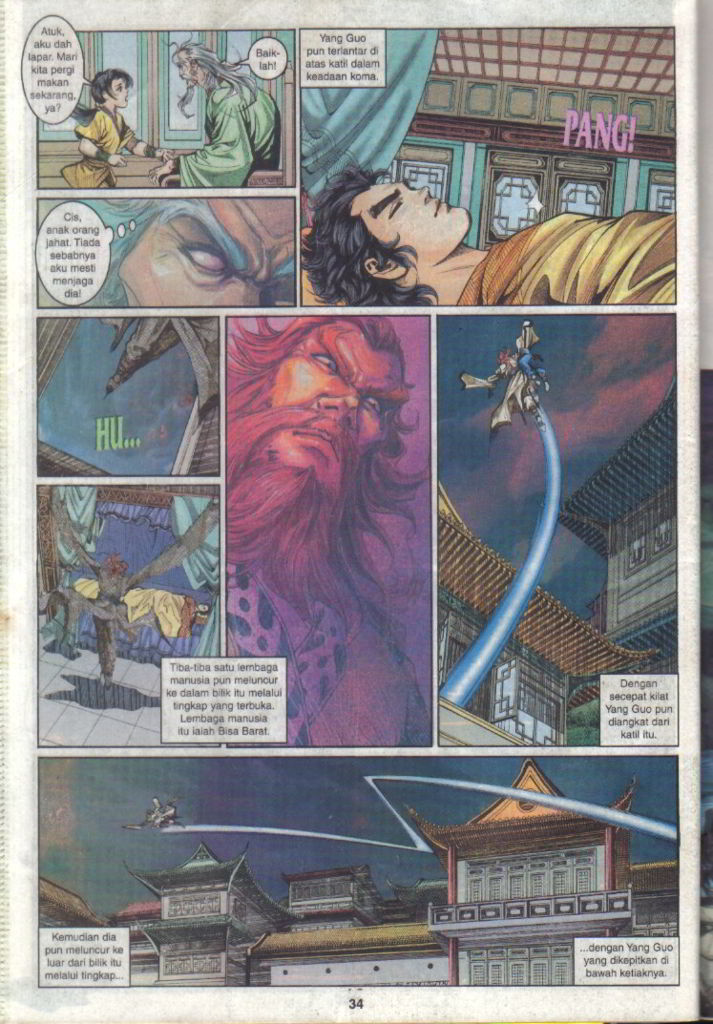 Atuk,
aku dah
lapar. Mari
kita pergi
makan
sekarang,
ya?
Baik-
lah!
Yang Guo
pun terlantar di
atas katil dalam
keadaan koma.
PANG!
Cis,
anak orang
jahat. Tiada
sebabnya
aku mesti
menjaga
dia!
HU...
Tiba-tiba satu lembaga
manusia pun meluncur
ke dalam bilik itu melalui
tingkap yang terbuka.
Lembaga manusia
itu ialah Bisa Barat.
Dengan
secepat kilat
Yang Guo pun
diangkat dari
katil itu.
Kemudian dia
pun meluncur ke
luar dari bilik itu
melalui tingkap...
...dengan Yang Guo
yang dikepitkan di
bawah ketiaknya.
34